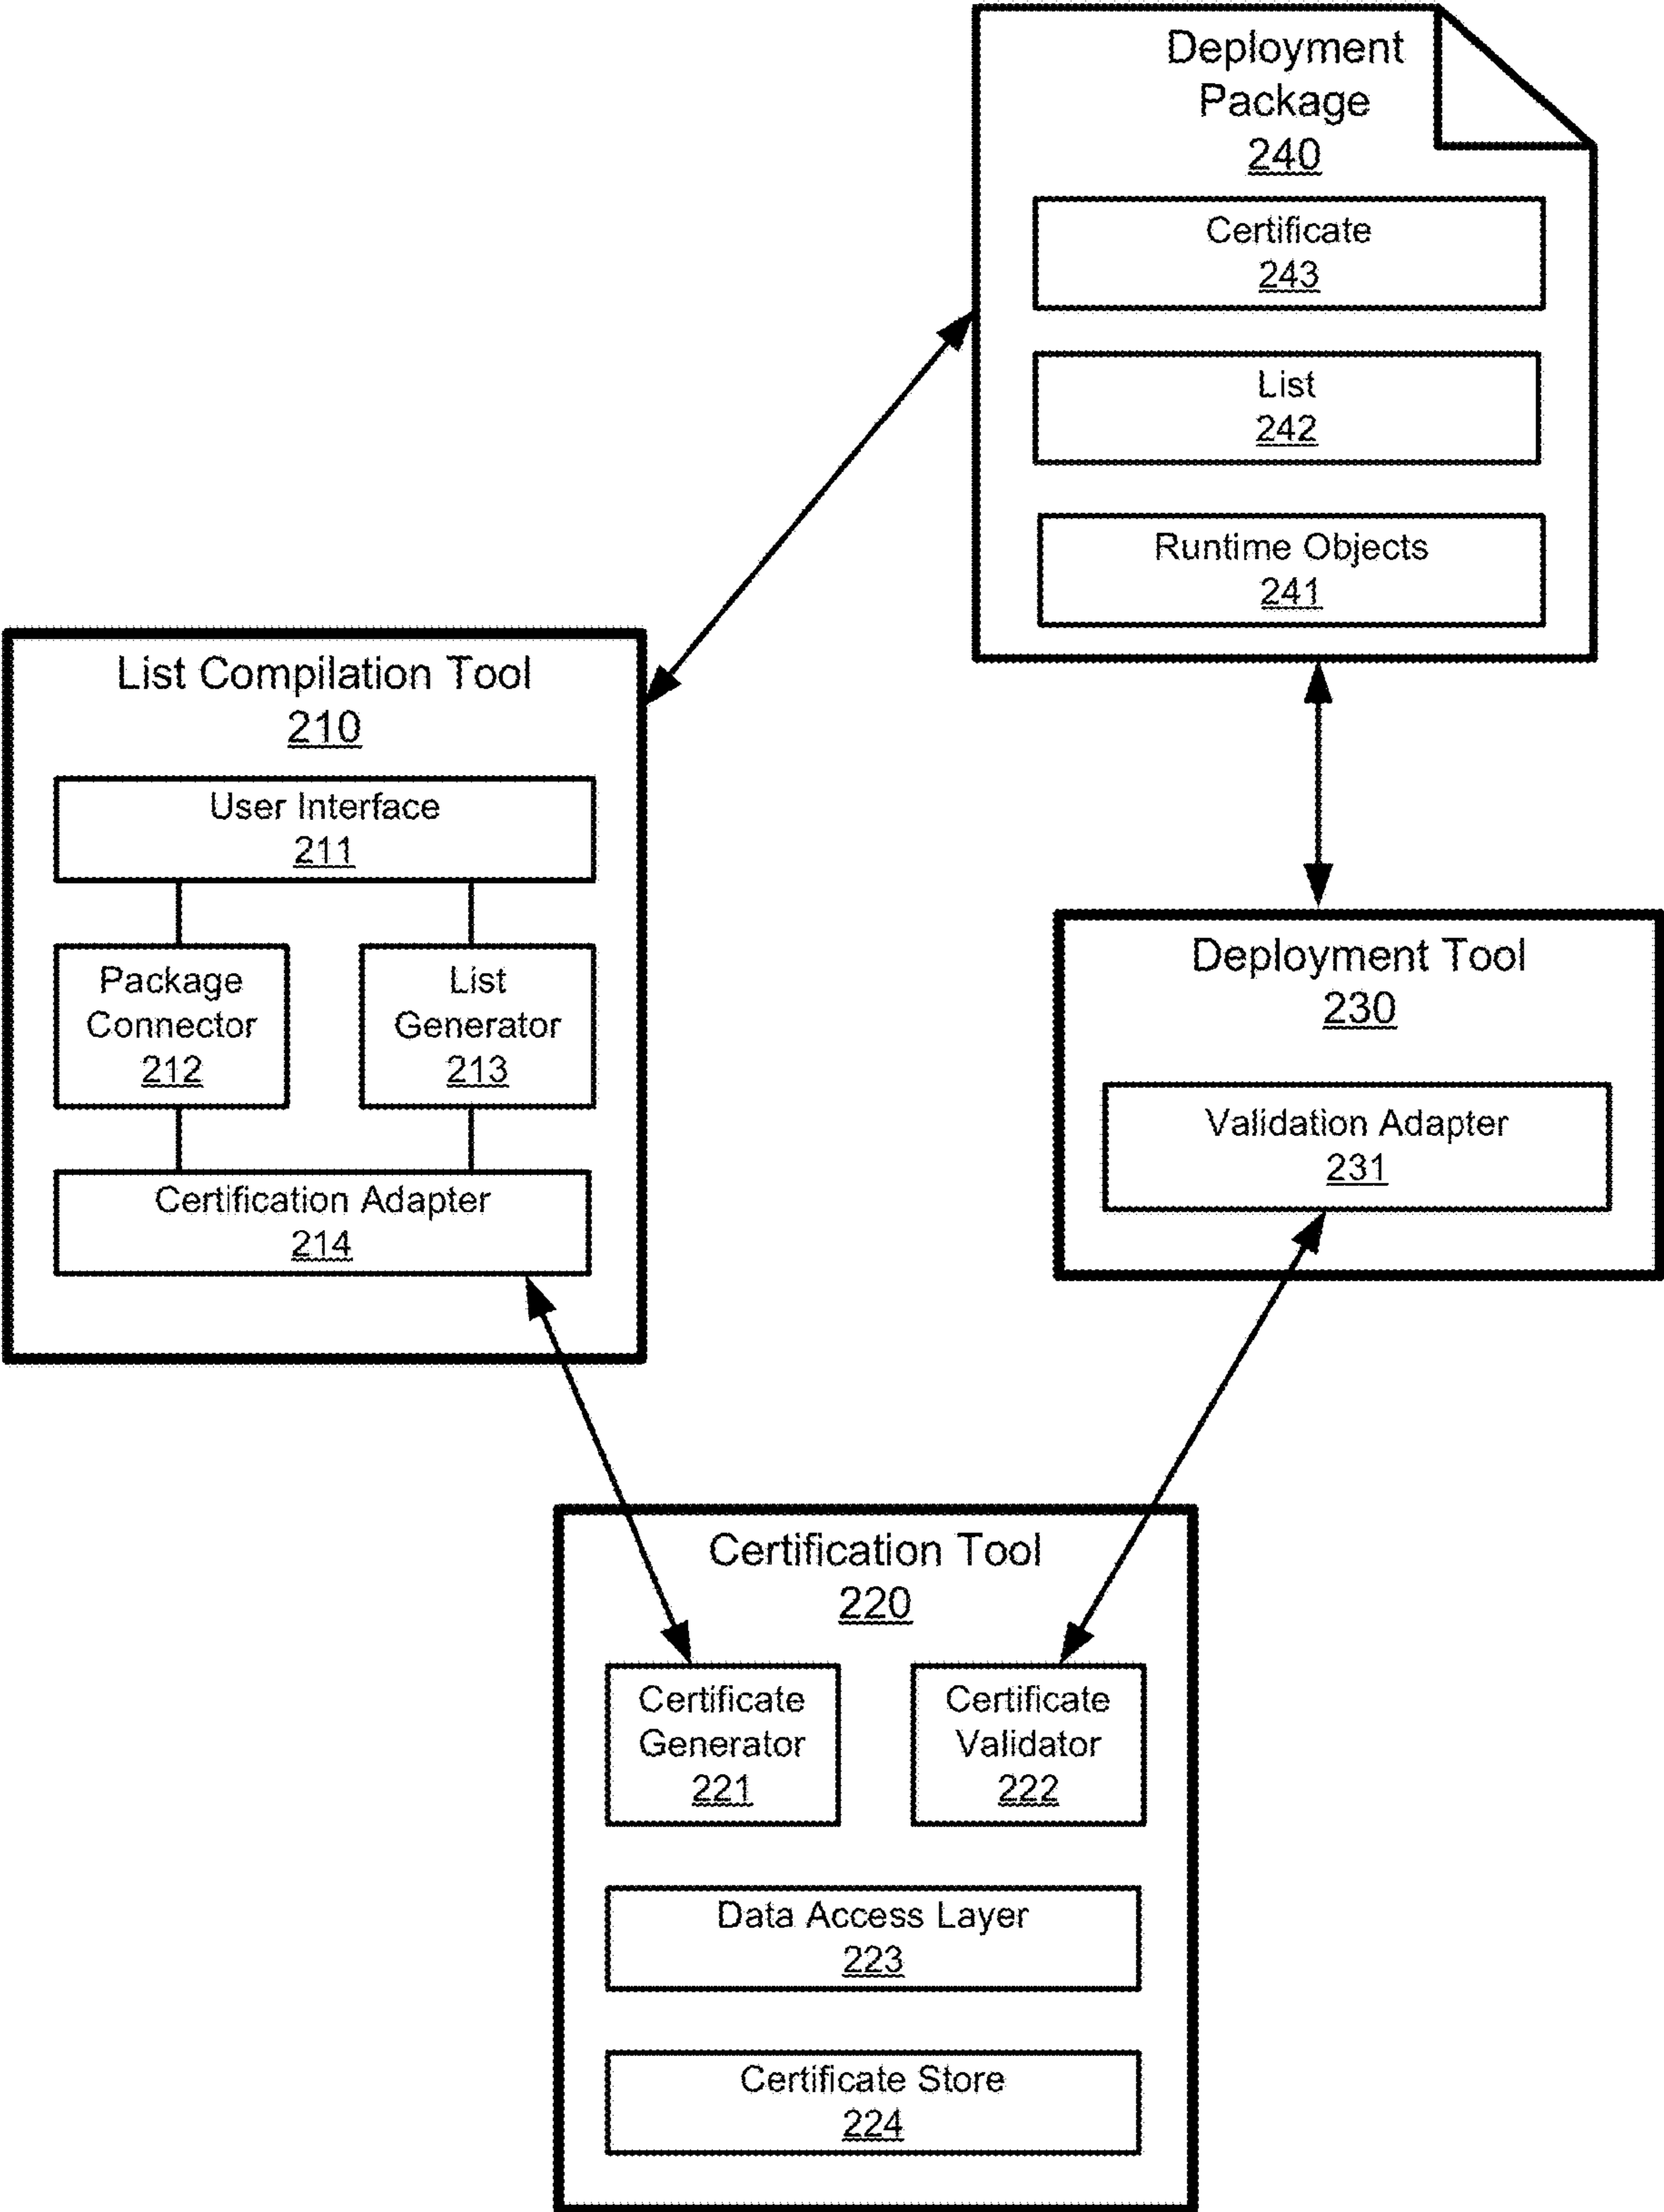 Deployment
Package
240
Certificate
243
List
242
Runtime Objects
241
List Compilation Tool
210
User Interface
211
Package
Connector
212
List
Generator
213
Certification Adapter
214
Deployment Tool
230
Validation Adapter
231
Certification Tool
220
Certificate
Generator
221
Certificate
Validator
222
Data Access Layer
223
Certificate Store
224